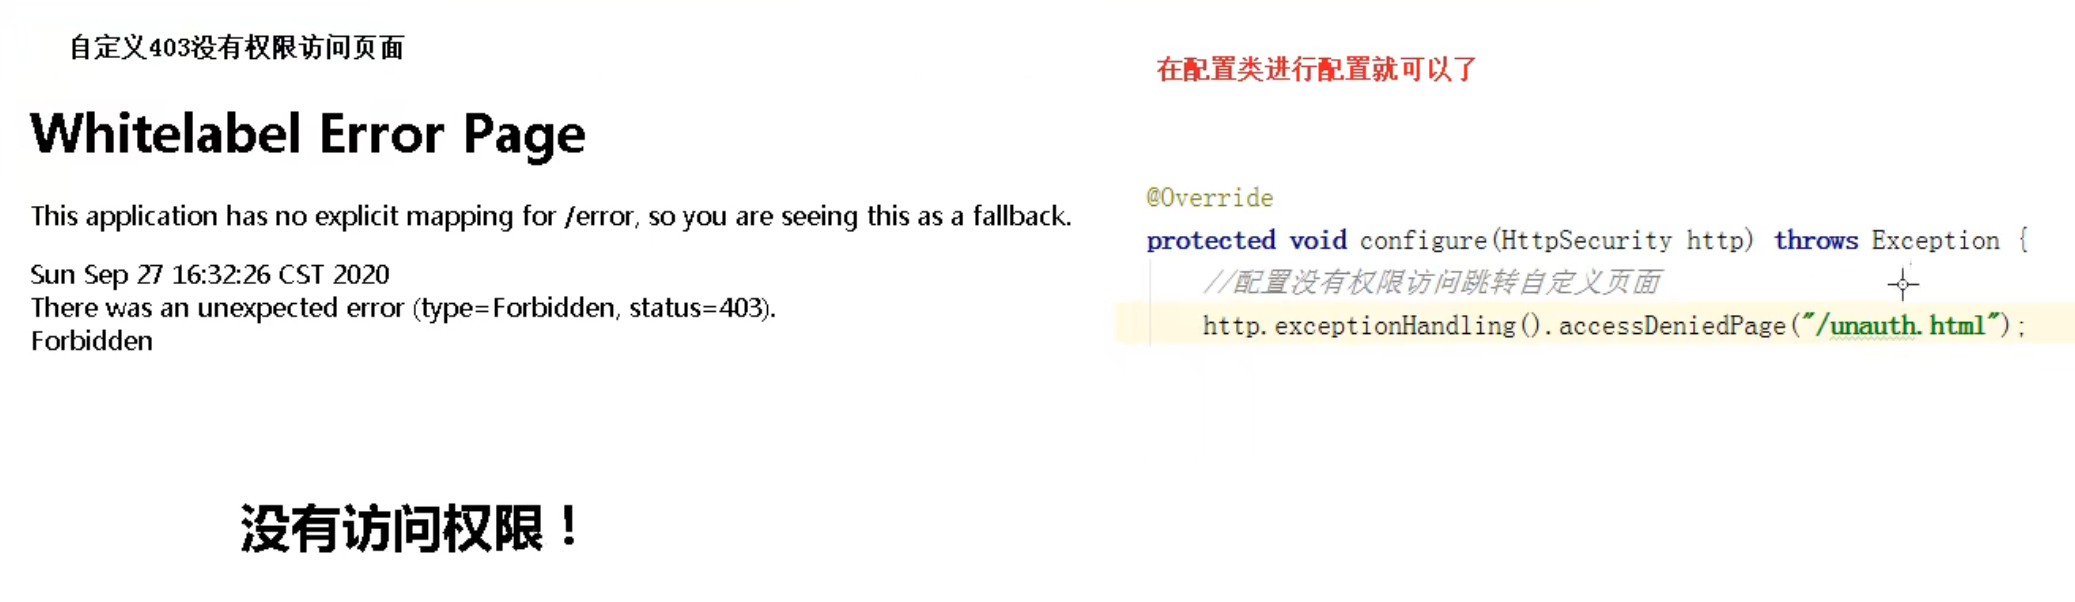 自定义403没有权限访问页面
Whitelabel Error Page
This application has no explicit mapping for /error, so you are seeing this as a fallback.
Sun Sep 27 16:32:26 CST 2020
There was an unexpected error (type=Forbidden, status=403).
Forbidden
没有访问权限！
在配置类进行配置就可以了
@Override
protected void configure(HttpSecurity http) throws Exception {
//配置没有权限访问跳转自定义页面
http.exceptionHandling().accessDeniedPage("/unauth.html");